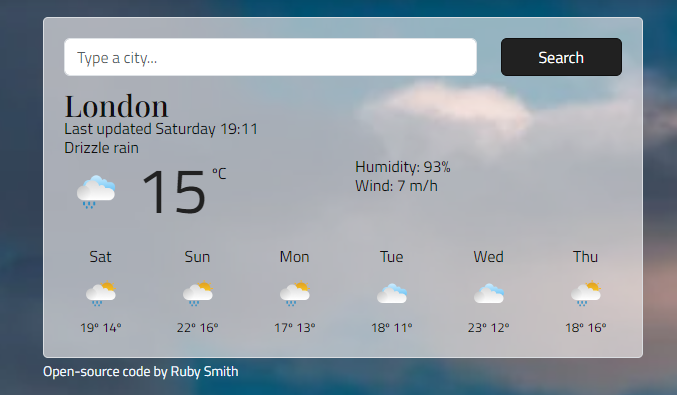 Type a city...
Search
London
Last updated Saturday 19:11
Drizzle rain
15 °C
Humidity: 93%
Wind: 7 m/h
Sat Sun Mon Tue Wed Thu
19° 14° 22° 16° 17° 13° 18° 11° 23° 12° 18° 16°
Open-source code by Ruby Smith